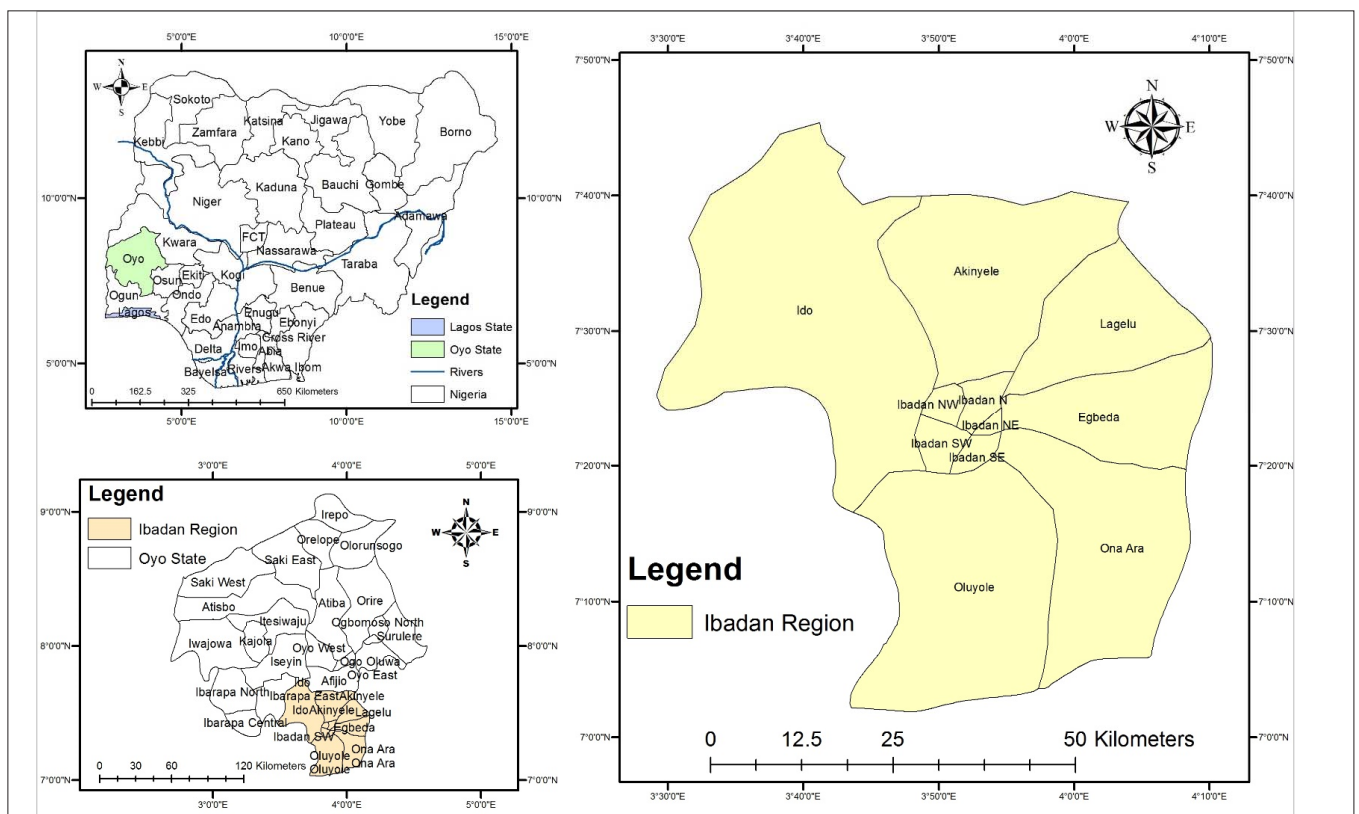 5°0'0"E 10°0'0"E 15°0'0"E
N
W E
S
Sokoto
Katsina Jigawa Yobe
Zamfara Borno
Kebbi Kano
Kaduna Bauchi Gombe
Niger
10°0'0"N 10°0'0"N
Plateau Adamawa
Kwara FCT
Nassarawa
Oyo Taraba
Osun Ekiti Kogi
Benue
Ogun Ondo
Lagos Edo Enugu Ebonyi
Anambra
Cross River
Delta Imo Abia
Bayelsa Rivers Akwa Ibom
5°0'0"N 5°0'0"N
Legend
Lagos State
Oyo State
Rivers
Nigeria
0 162.5 325 650 Kilometers
5°0'0"E 10°0'0"E 15°0'0"E
3°0'0"E 4°0'0"E 5°0'0"E
Legend
Ibadan Region
Oyo State
N
W E
S
9°0'0"N 9°0'0"N
Irepo
Orelope
Olorunsogo
Saki East
Saki West
Atisbo Atiba Orire
Itesiwaju Ogbomoso North
Surulere
8°0'0"N 8°0'0"N
Iwajowa Kajola
Oyo West
Iseyin Ogo Oluwa
Oyo East
Ido Afijio
Ibarapa North Ibarapa East Akinyele
Ido Akinyele Lagelu
Ibarapa Central
Egbeda
Ibadan SW
Ona Ara
Oluyole
Ona Ara
Oluyole
0 30 60 120 Kilometers
7°0'0"N 7°0'0"N
3°0'0"E 4°0'0"E 5°0'0"E
3°30'0"E 3°40'0"E 3°50'0"E 4°0'0"E 4°10'0"E
7°50'0"N 7°50'0"N
N
W E
S
7°40'0"N 7°40'0"N
Akinyele
Ido
Lagelu
7°30'0"N 7°30'0"N
Ibadan NW Ibadan N
Egbeda
Ibadan NE
Ibadan SW
Ibadan SE
7°20'0"N 7°20'0"N
Ona Ara
Oluyole
Legend
Ibadan Region
7°10'0"N 7°10'0"N
0 12.5 25 50 Kilometers
7°0'0"N 7°0'0"N
3°30'0"E 3°40'0"E 3°50'0"E 4°0'0"E 4°10'0"E